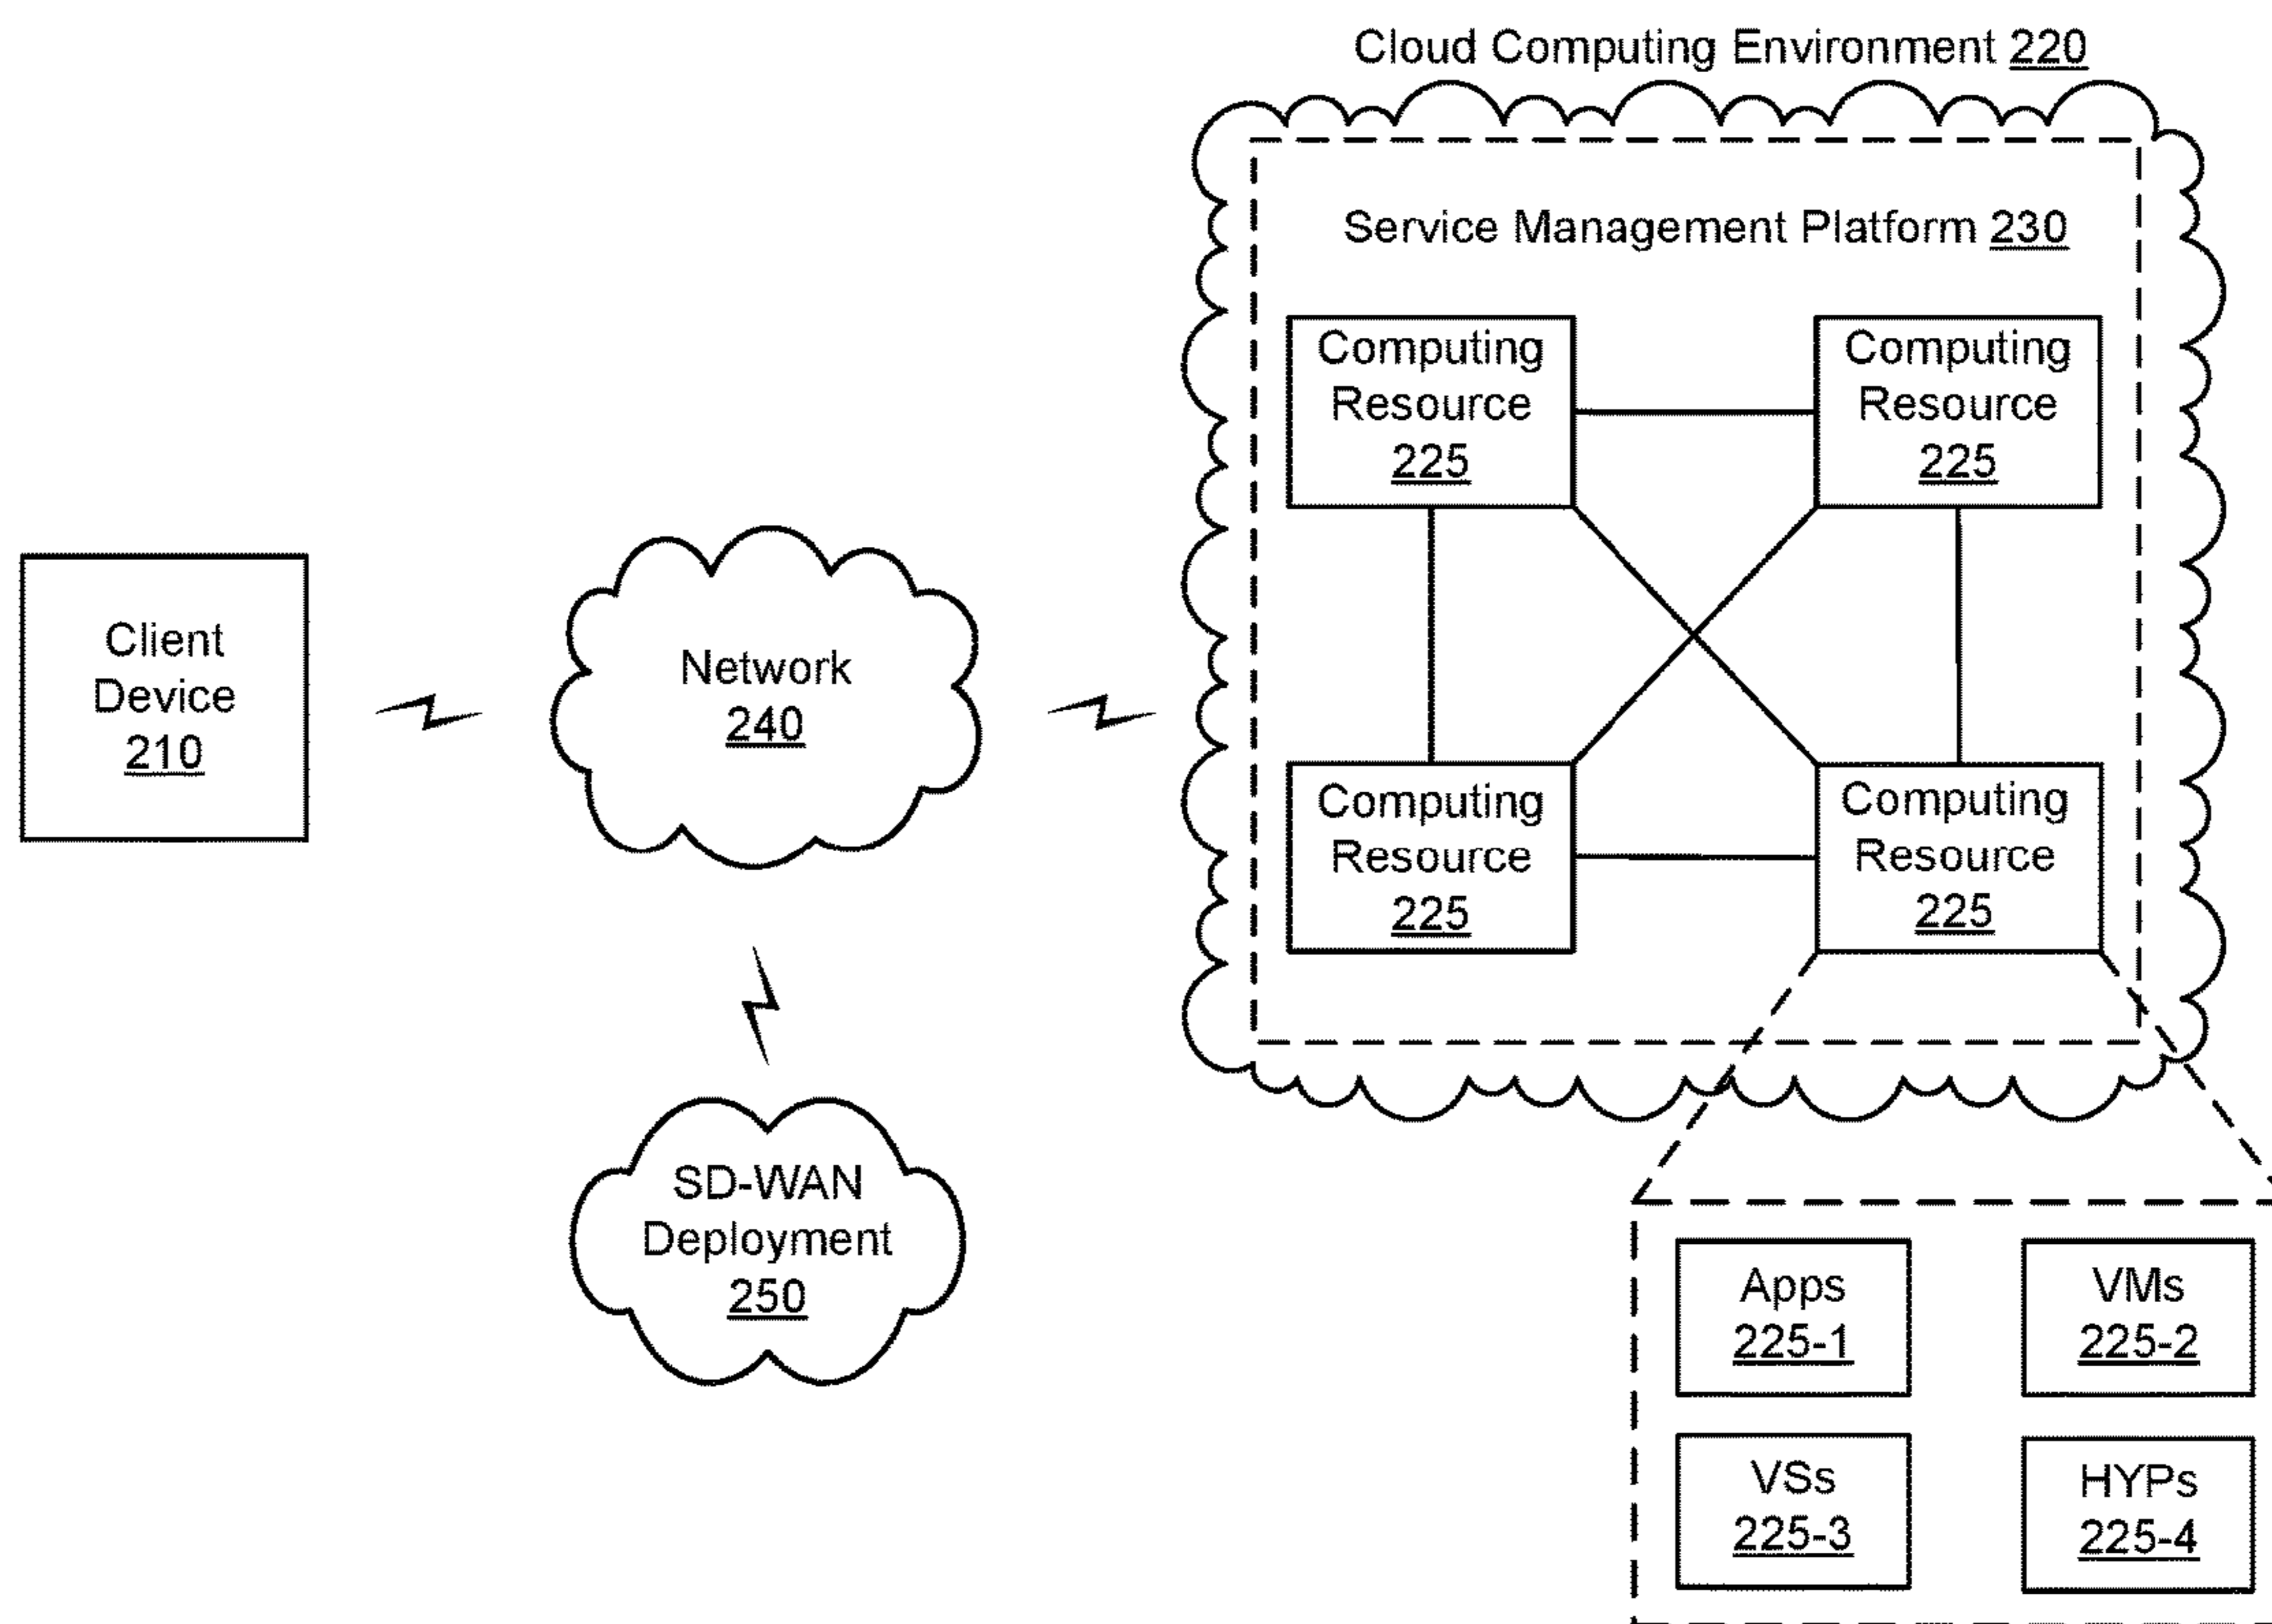 Cloud Computing Environment 220
Service Management Platform 230
Computing
Resource
225
Computing
Resource
225
Client
Device
210
Network
240
Computing
Resource
225
Computing
Resource
225
SD-WAN
Deployment
250
Apps
225-1
VMs
225-2
VSs
225-3
HYPs
225-4